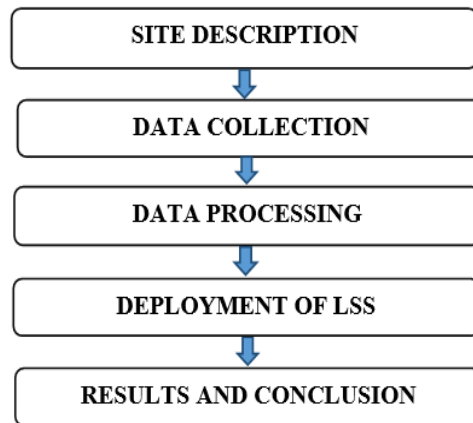 SITE DESCRIPTION
DATA COLLECTION
DATA PROCESSING
DEPLOYMENT OF LSS
RESULTS AND CONCLUSION